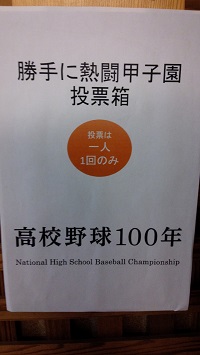 勝手に熱闘甲子園
投票箱
投票は
一人
1回のみ
高校野球100年
National High School Baseball Championship